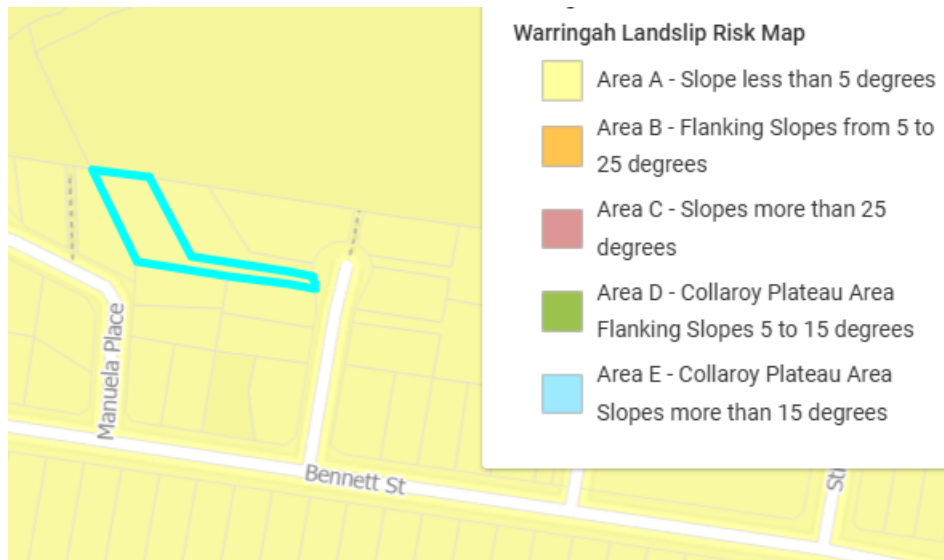 Warringah Landslip Risk Map
Area A - Slope less than 5 degrees
Area B - Flanking Slopes from 5 to
25 degrees
Area C - Slopes more than 25
degrees
Area D - Collaroy Plateau Area
Flanking Slopes 5 to 15 degrees
Area E - Collaroy Plateau Area
Slopes more than 15 degrees
Manuela Place
Bennett St